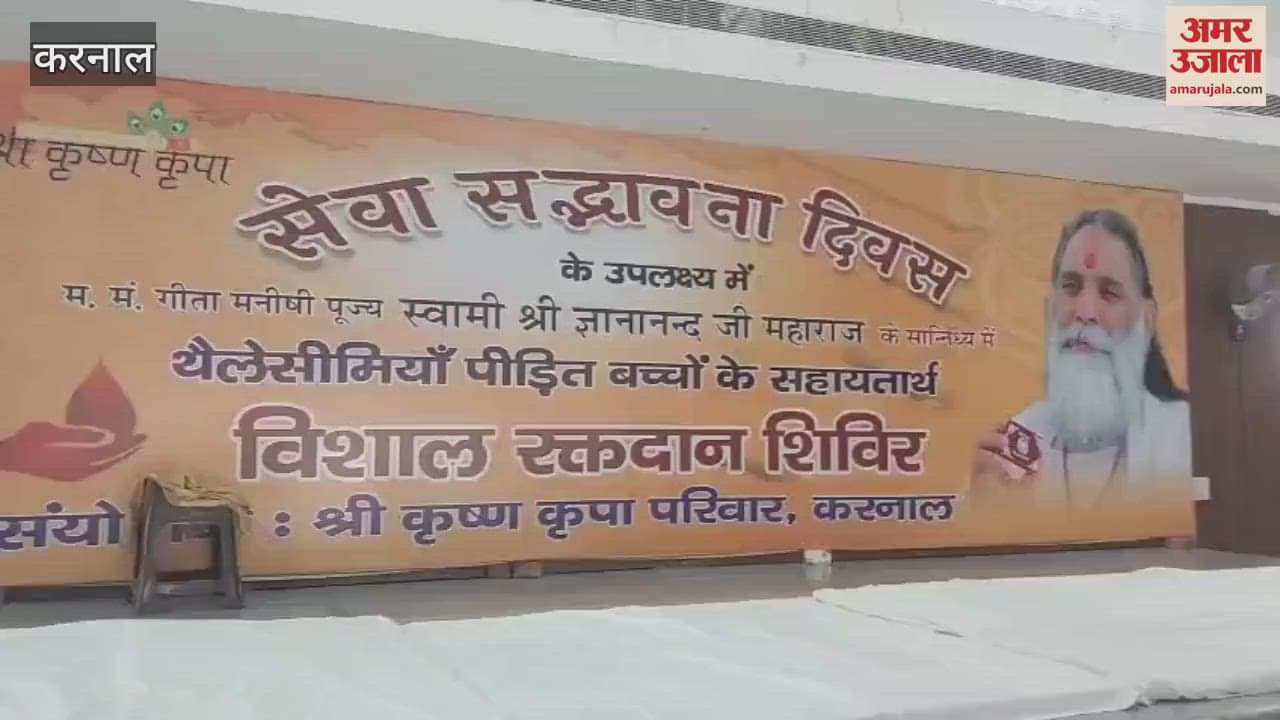 करनाल
अमर
उजाला
amarujala.com
श्री कृष्ण कृपा
सेवा सद्भावना दिवस
के उपलक्ष्य में
म. मं. गीता मनीषी पूज्य स्वामी श्री ज्ञानानन्द जी महाराज के सान्निध्य में
थैलेसीमियाँ पीड़ित बच्चों के सहायतार्थ
विशाल रक्तदान शिविर
: श्री कृष्ण कृपा परिवार, करनाल